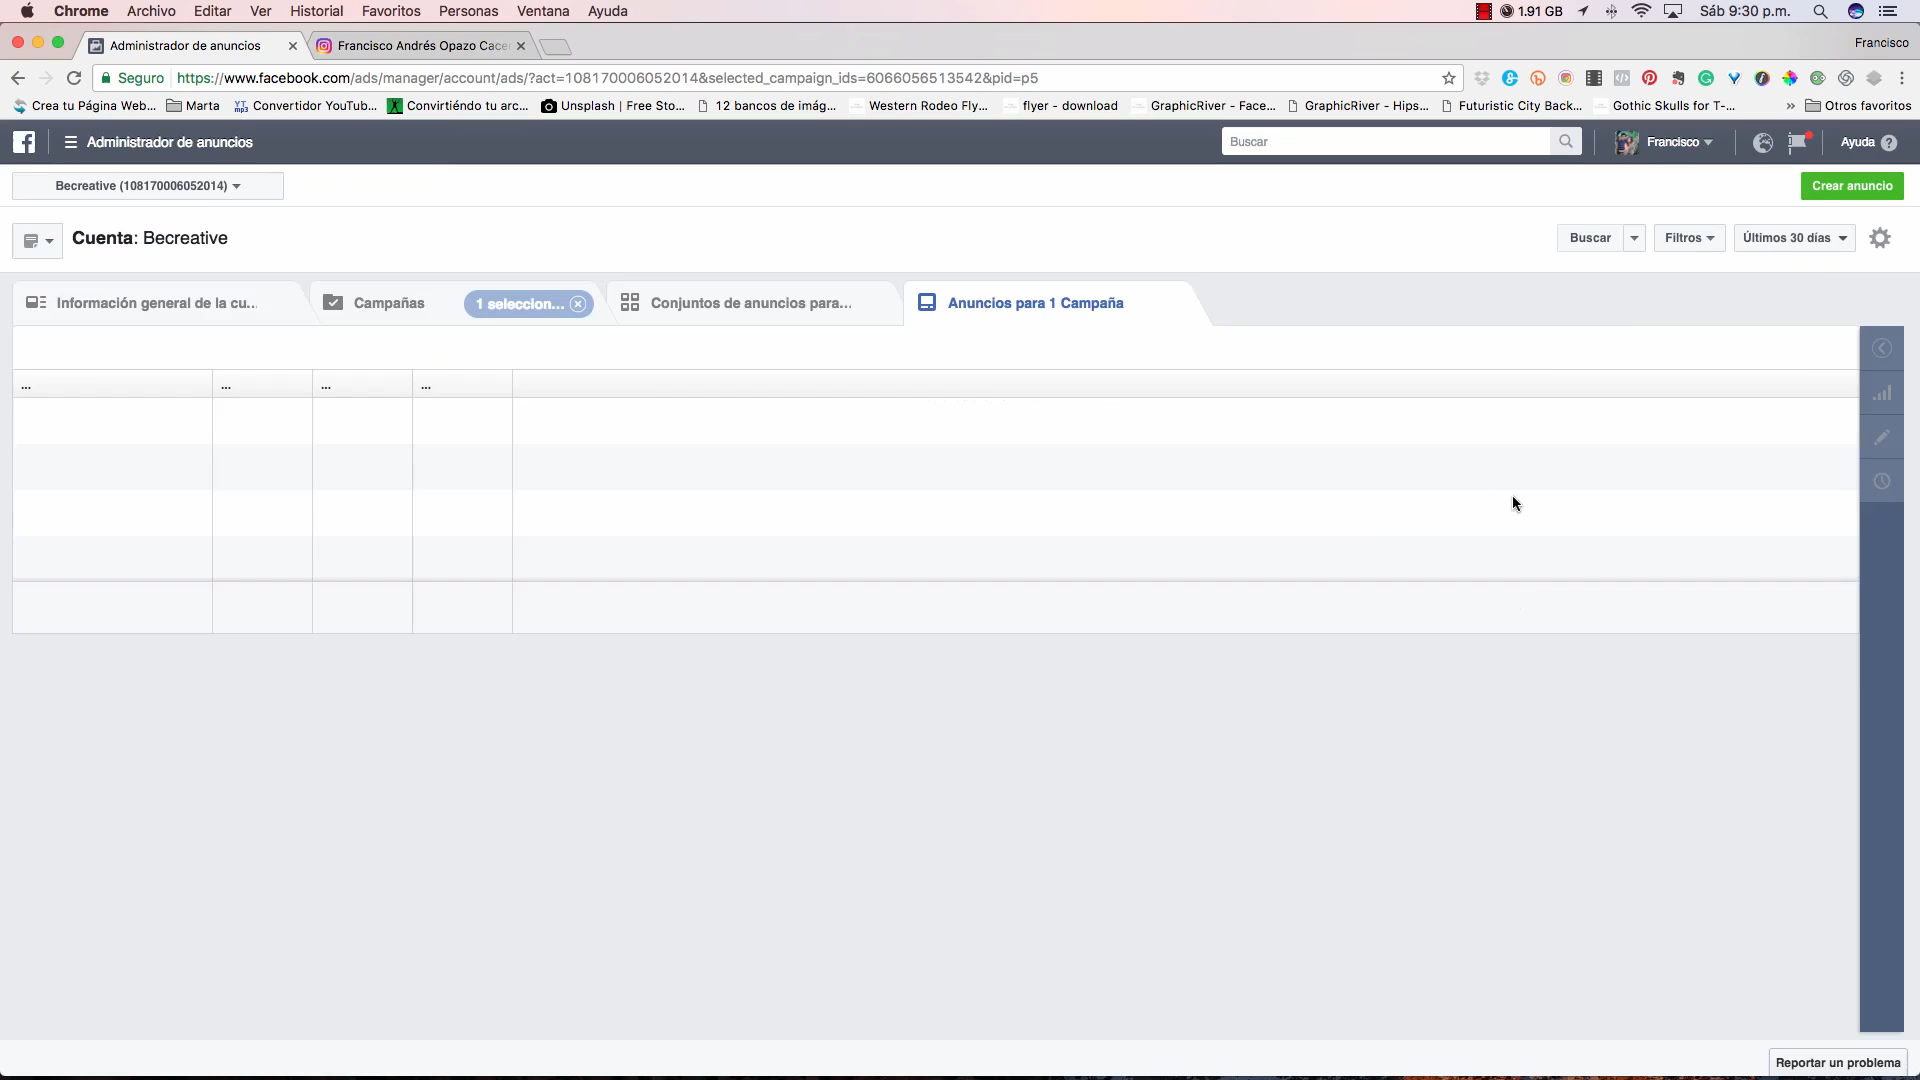 Chrome Archivo Editar Ver Historial Favoritos Personas Ventana Ayuda 1.91 GB Sáb 9:30 p.m.
Administrador de anuncios Francisco Andrés Opazo Cace Francisco
Seguro https://www.facebook.com/ads/manager/account/ads/?act=108170006052014&selected_campaign_ids=6066056513542&pid=p5
Crea tu Página Web... Marta Convertidor YouTub... Convirtiéndo tu arc... Unsplash | Free Sto... 12 bancos de imág... Western Rodeo Fly... flyer - download GraphicRiver - Face... GraphicRiver - Hips... Futuristic City Back... Gothic Skulls for T-... » Otros favoritos
Administrador de anuncios Buscar Francisco Ayuda ?
Becreative (108170006052014) Crear anuncio
Cuenta: Becreative Buscar Filtros Últimos 30 días
Información general de la cu... Campañas 1 seleccion... Conjuntos de anuncios para... Anuncios para 1 Campaña
... ... ... ...
Reportar un problema